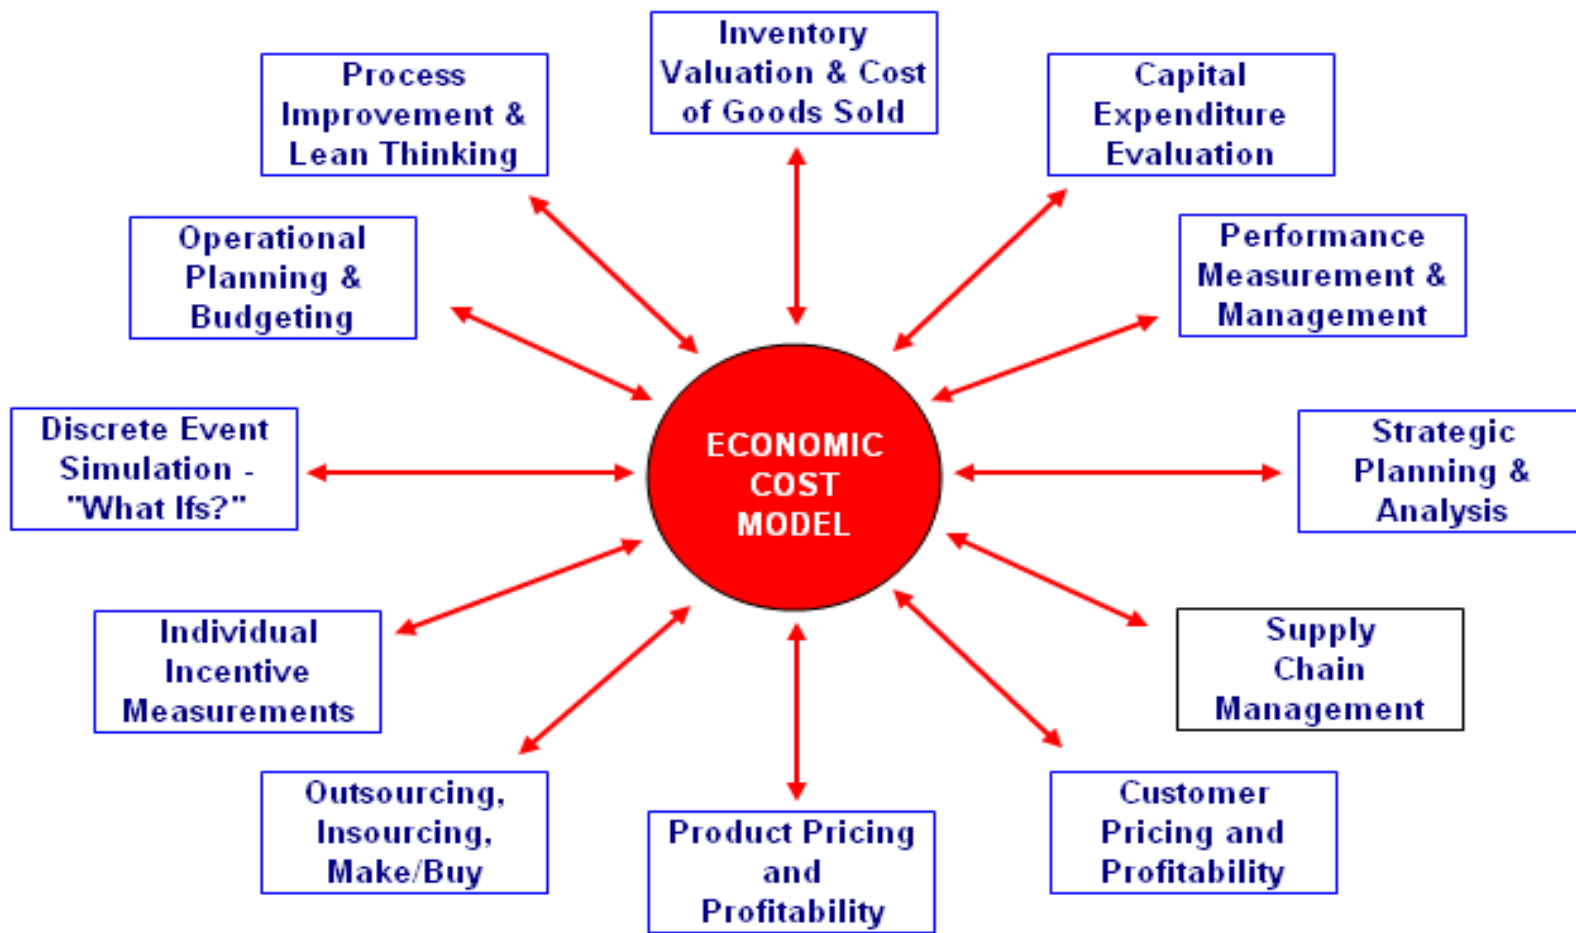 Inventory
Valuation & Cost
of Goods Sold
Process
Improvement &
Lean Thinking
Capital
Expenditure
Evaluation
Operational
Planning &
Budgeting
Performance
Measurement &
Management
Discrete Event
Simulation -
"What Ifs?"
ECONOMIC
COST
MODEL
Strategic
Planning &
Analysis
Individual
Incentive
Measurements
Supply
Chain
Management
Outsourcing,
Insourcing,
Make/Buy
Product Pricing
and
Profitability
Customer
Pricing and
Profitability